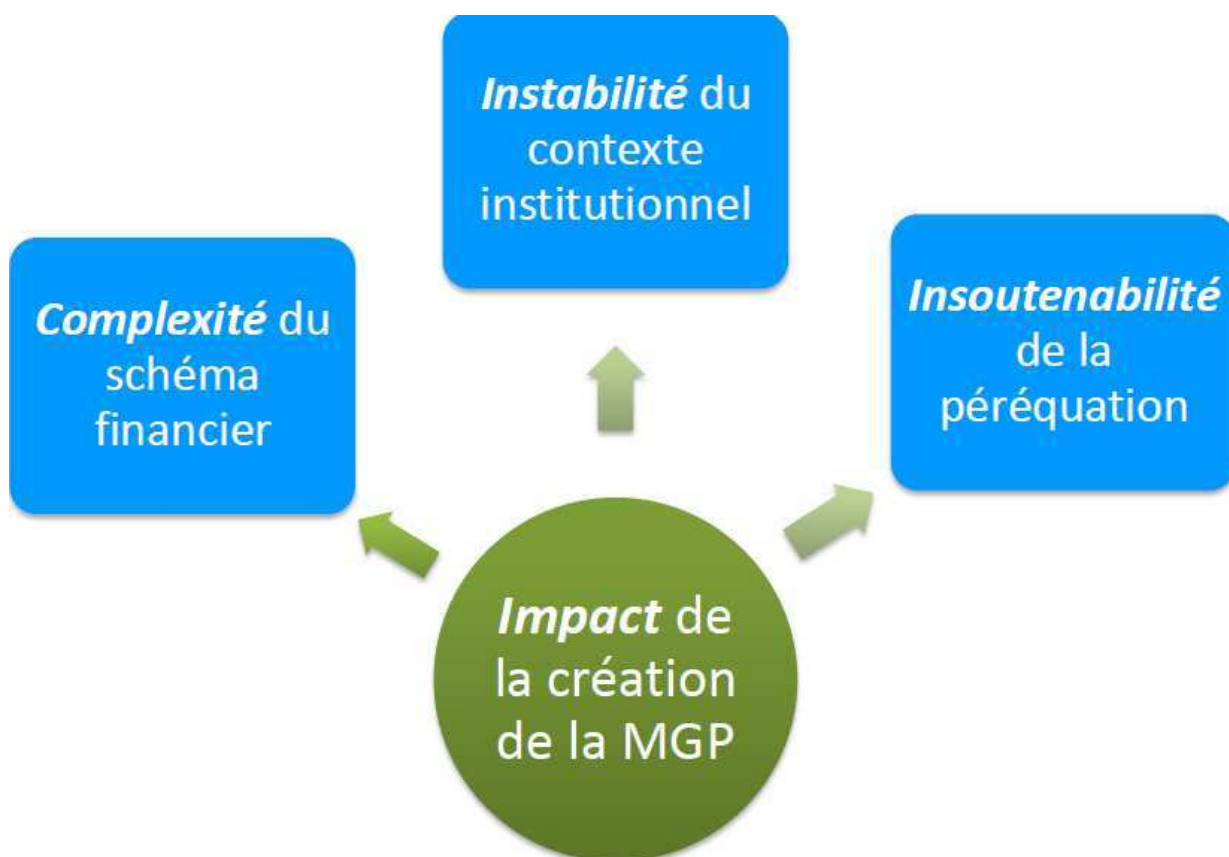 Instabilité du
contexte
institutionnel
Complexité du
schéma
financier
Insoutenabilité
de la
péréquation
Impact de
la création
de la MGP